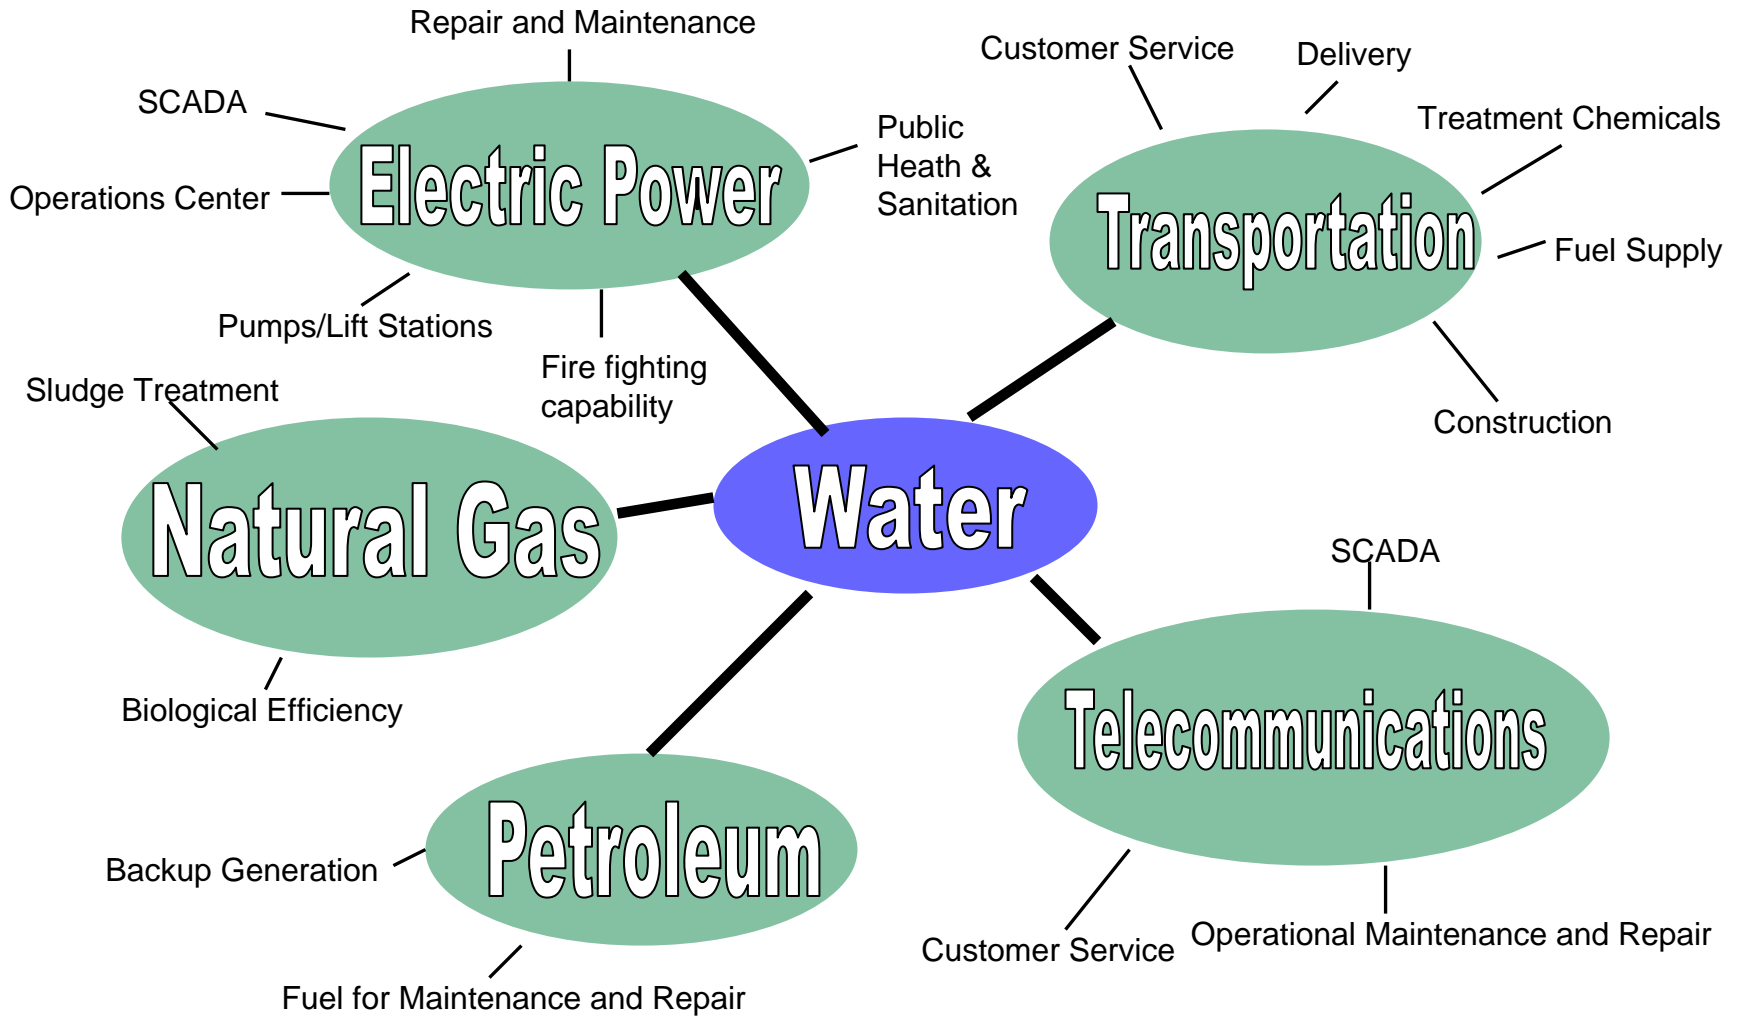 Repair and Maintenance
Customer Service
Delivery
SCADA
Treatment Chemicals
Public
Heath &
Sanitation
Electric Power
Operations Center
Transportation
Fuel Supply
Pumps/Lift Stations
Fire fighting
capability
Sludge Treatment
Construction
Water
Natural Gas
SCADA
Biological Efficiency
Telecommunications
Petroleum
Backup Generation
Customer Service
Operational Maintenance and Repair
Fuel for Maintenance and Repair